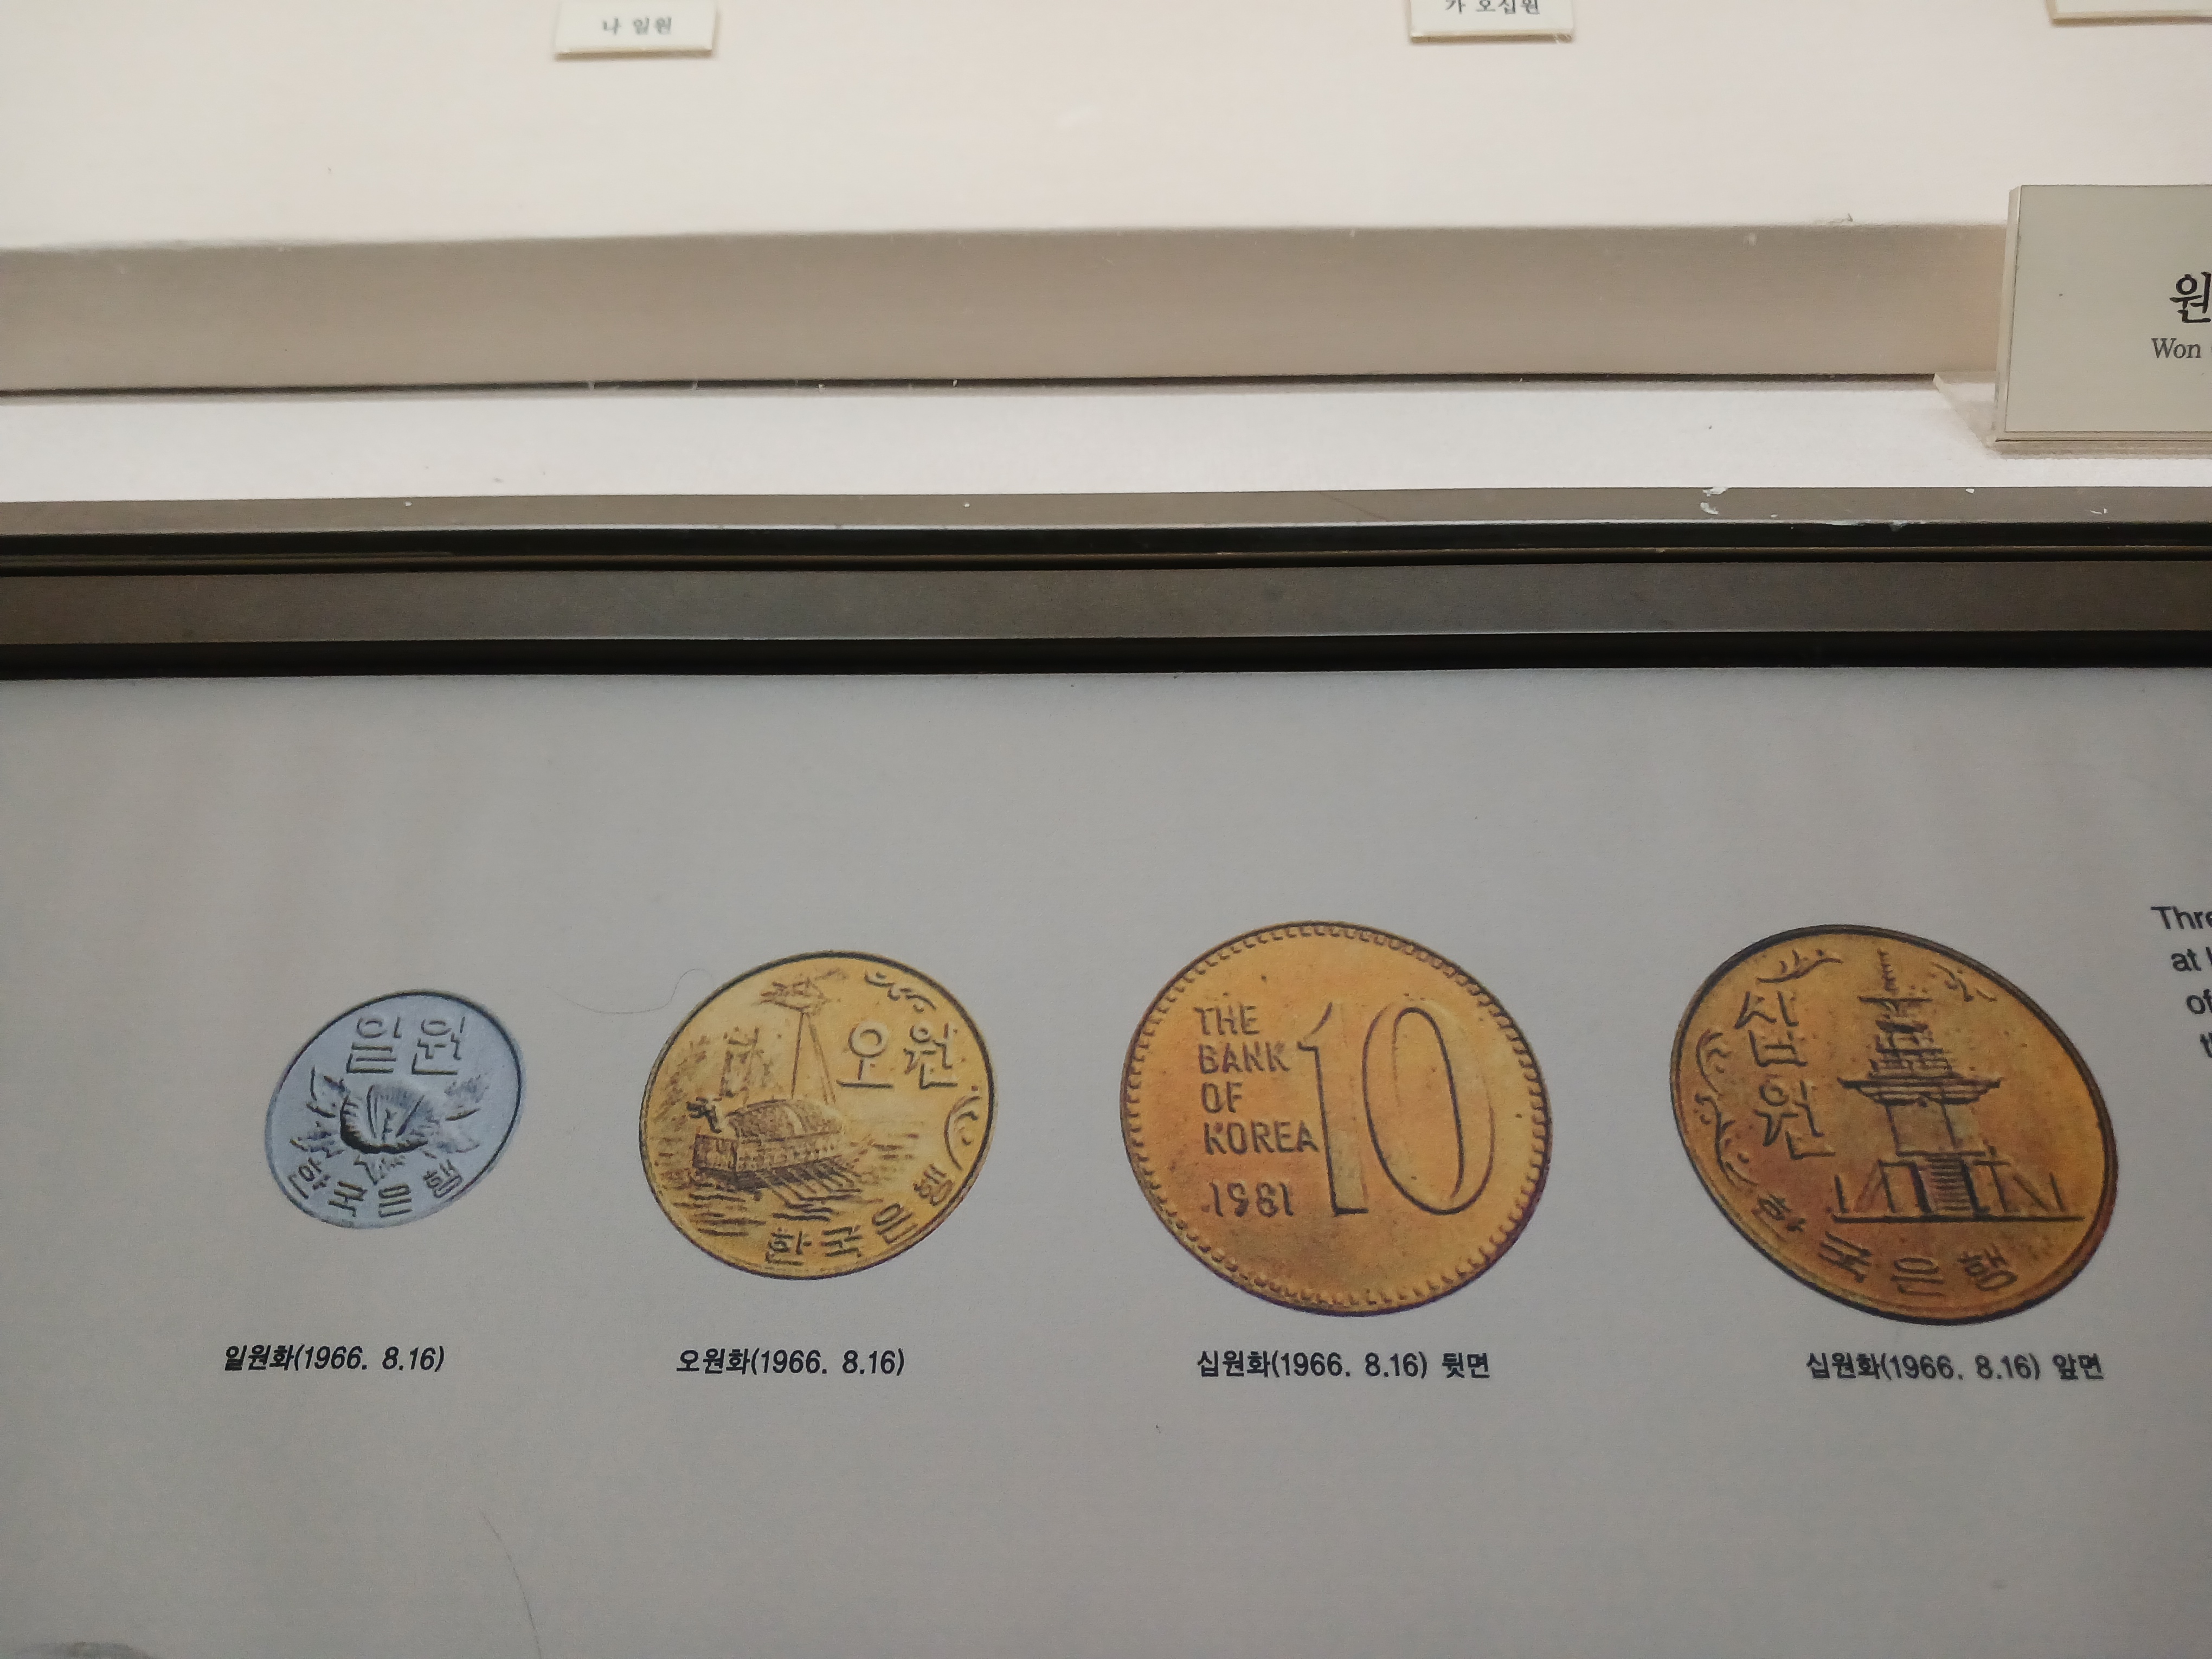 나 일원
가 오십원
원
Won
일원
한국은행
오원
한국은행
THE
BANK
OF
KOREA
1981
10
십
원
한국은행
at
of
일원화(1966. 8.16)
오원화(1966. 8.16)
십원화(1966. 8.16) 뒷면
십원화(1966. 8.16) 앞면